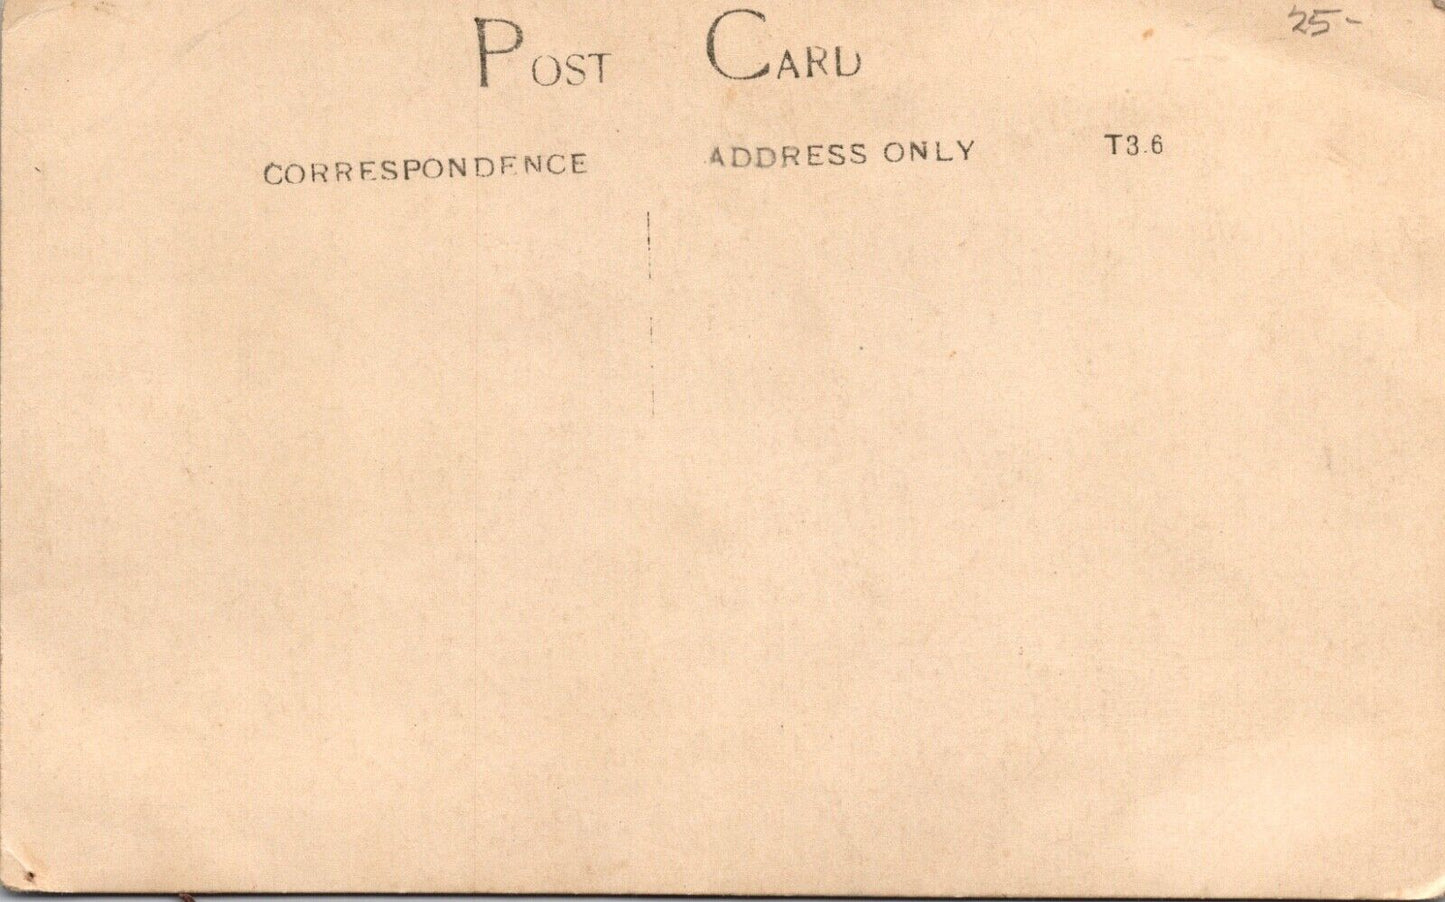 25-
POST CARD
CORRESPONDENCE ADDRESS ONLY T3.6